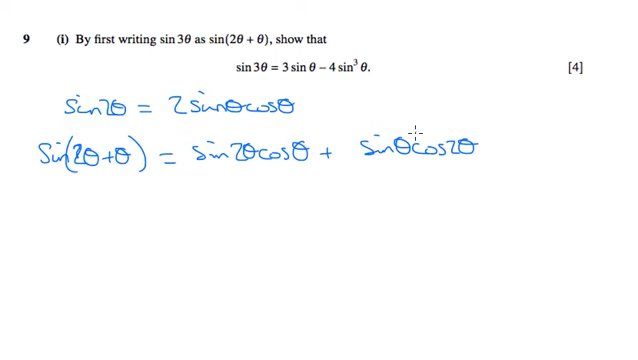 9 (i) By first writing sin 3θ as sin(2θ + θ), show that
sin 3θ = 3 sin θ − 4 sin³ θ. [4]
sin2θ = 2sinθcosθ
Sin(2θ+θ) = sin2θcosθ + sinθcos2θ